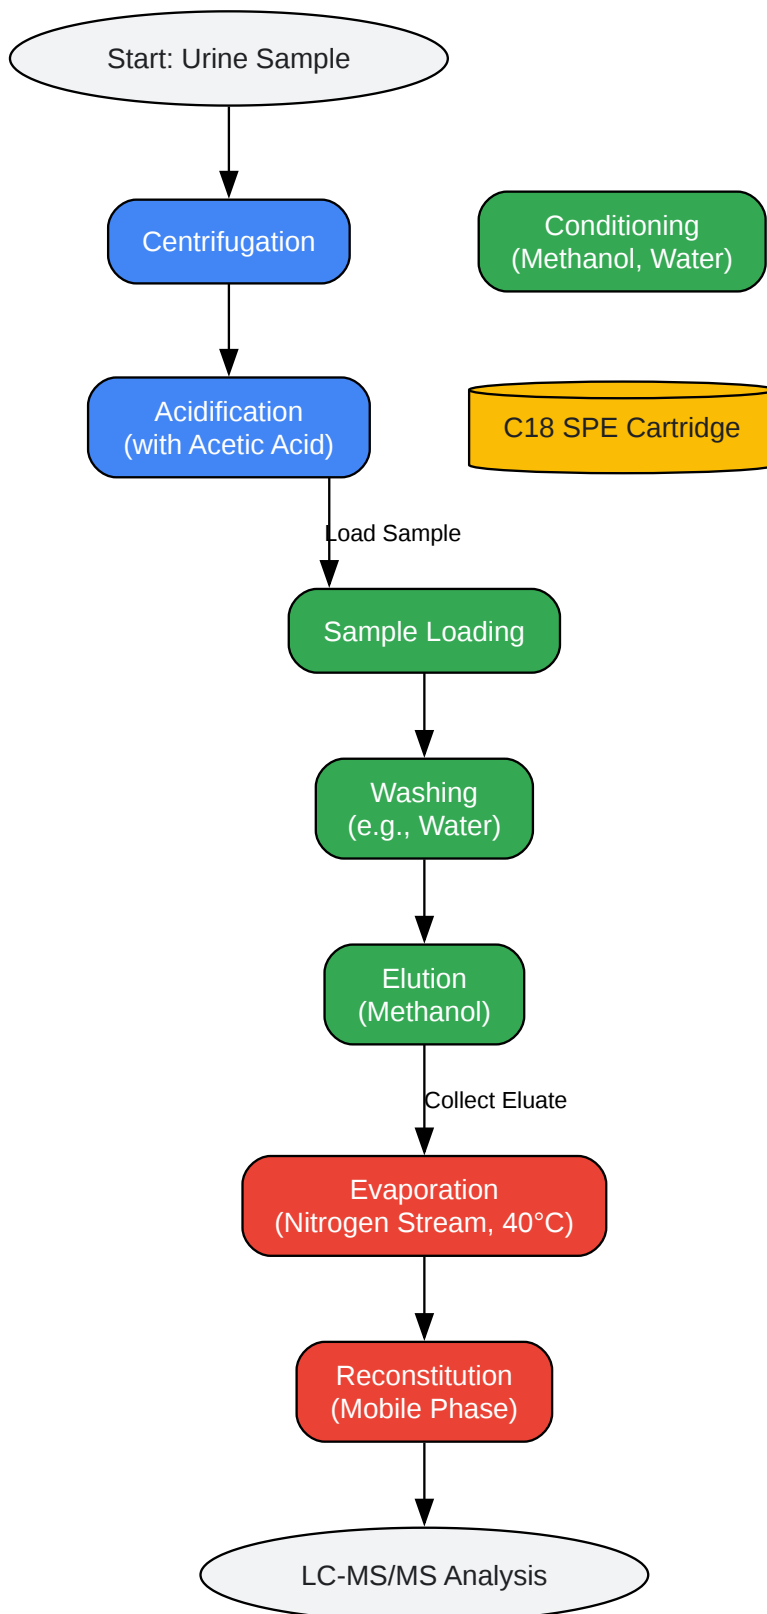 Start: Urine Sample
Centrifugation
Conditioning
(Methanol, Water)
Acidification
(with Acetic Acid)
C18 SPE Cartridge
Load Sample
Sample Loading
Washing
(e.g., Water)
Elution
(Methanol)
Collect Eluate
Evaporation
(Nitrogen Stream, 40°C)
Reconstitution
(Mobile Phase)
LC-MS/MS Analysis